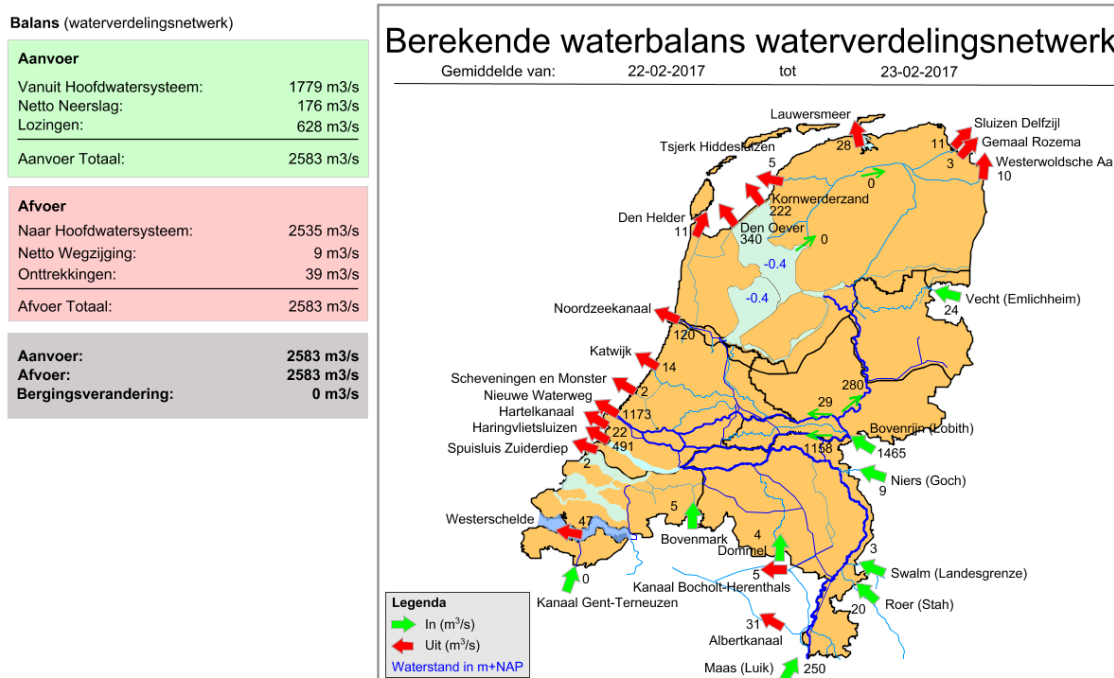 Balans (waterverdelingsnetwerk)
Aanvoer
Vanuit Hoofdwatersysteem: 1779 m3/s
Netto Neerslag: 176 m3/s
Lozingen: 628 m3/s
Aanvoer Totaal: 2583 m3/s
Afvoer
Naar Hoofdwatersysteem: 2535 m3/s
Netto Wegzijging: 9 m3/s
Onttrekkingen: 39 m3/s
Afvoer Totaal: 2583 m3/s
Aanvoer: 2583 m3/s
Afvoer: 2583 m3/s
Bergingsverandering: 0 m3/s
Berekende waterbalans waterverdelingsnetwerk
Gemiddelde van: 22-02-2017 tot 23-02-2017
Lauwersmeer
28
Sluizen Delfzijl
11
Gemaal Rozema
3
Westerwoldsche Aa
10
Tsjerk Hiddesluizen
5
0
Kornwerderzand
222
Den Helder
11
Den Oever
340
0
-0.4
-0.4
Vecht (Emlichheim)
24
Noordzeekanaal
120
Katwijk
14
Scheveningen en Monster
2
Nieuwe Waterweg
1173
Hartelkanaal
22
Haringvlietsluizen
491
Spuisluis Zuiderdiep
2
280
29
Bovenrijn (Lobith)
1465
1158
Niers (Goch)
9
Westerschelde
47
5
Bovenmark
4
Dommel
5
Kanaal Bocholt-Herenthals
3
Swalm (Landesgrenze)
0
Kanaal Gent-Terneuzen
20
Roer (Stah)
31
Albertkanaal
Maas (Luik)
250
Legenda
In (m³/s)
Uit (m³/s)
Waterstand in m+NAP